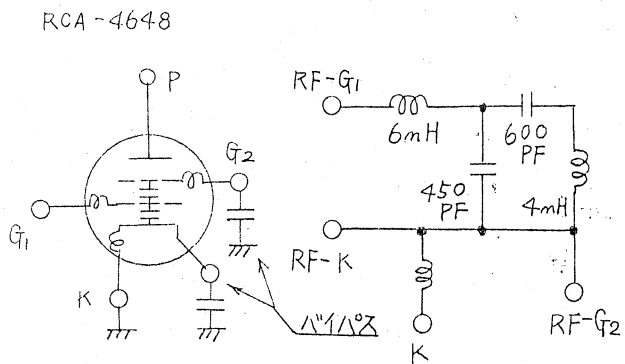 RCA-4648
P
G2
G1
K
バイパス
RF-G1
6mH
600
PF
450
PF
4mH
RF-K
K
RF-G2